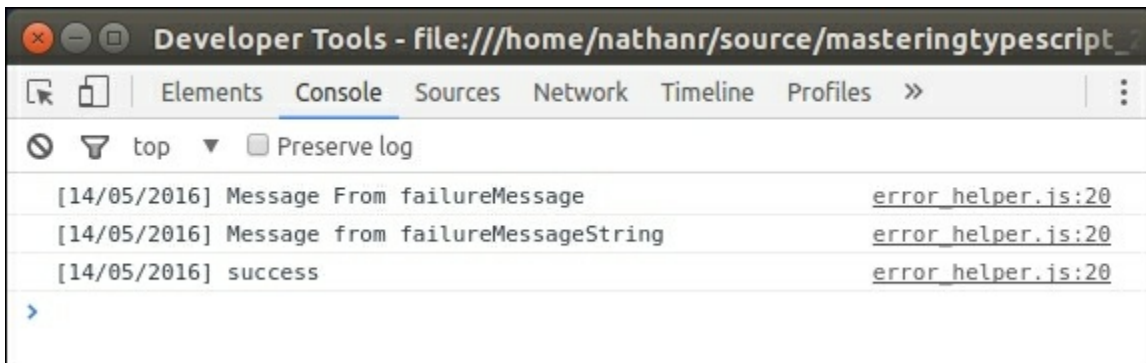 Developer Tools - file:///home/nathanr/source/masteringtypescript_
Elements Console Sources Network Timeline Profiles »
top ▼ Preserve log
[14/05/2016] Message From failureMessage error_helper.js:20
[14/05/2016] Message from failureMessageString error_helper.js:20
[14/05/2016] success error_helper.js:20
>